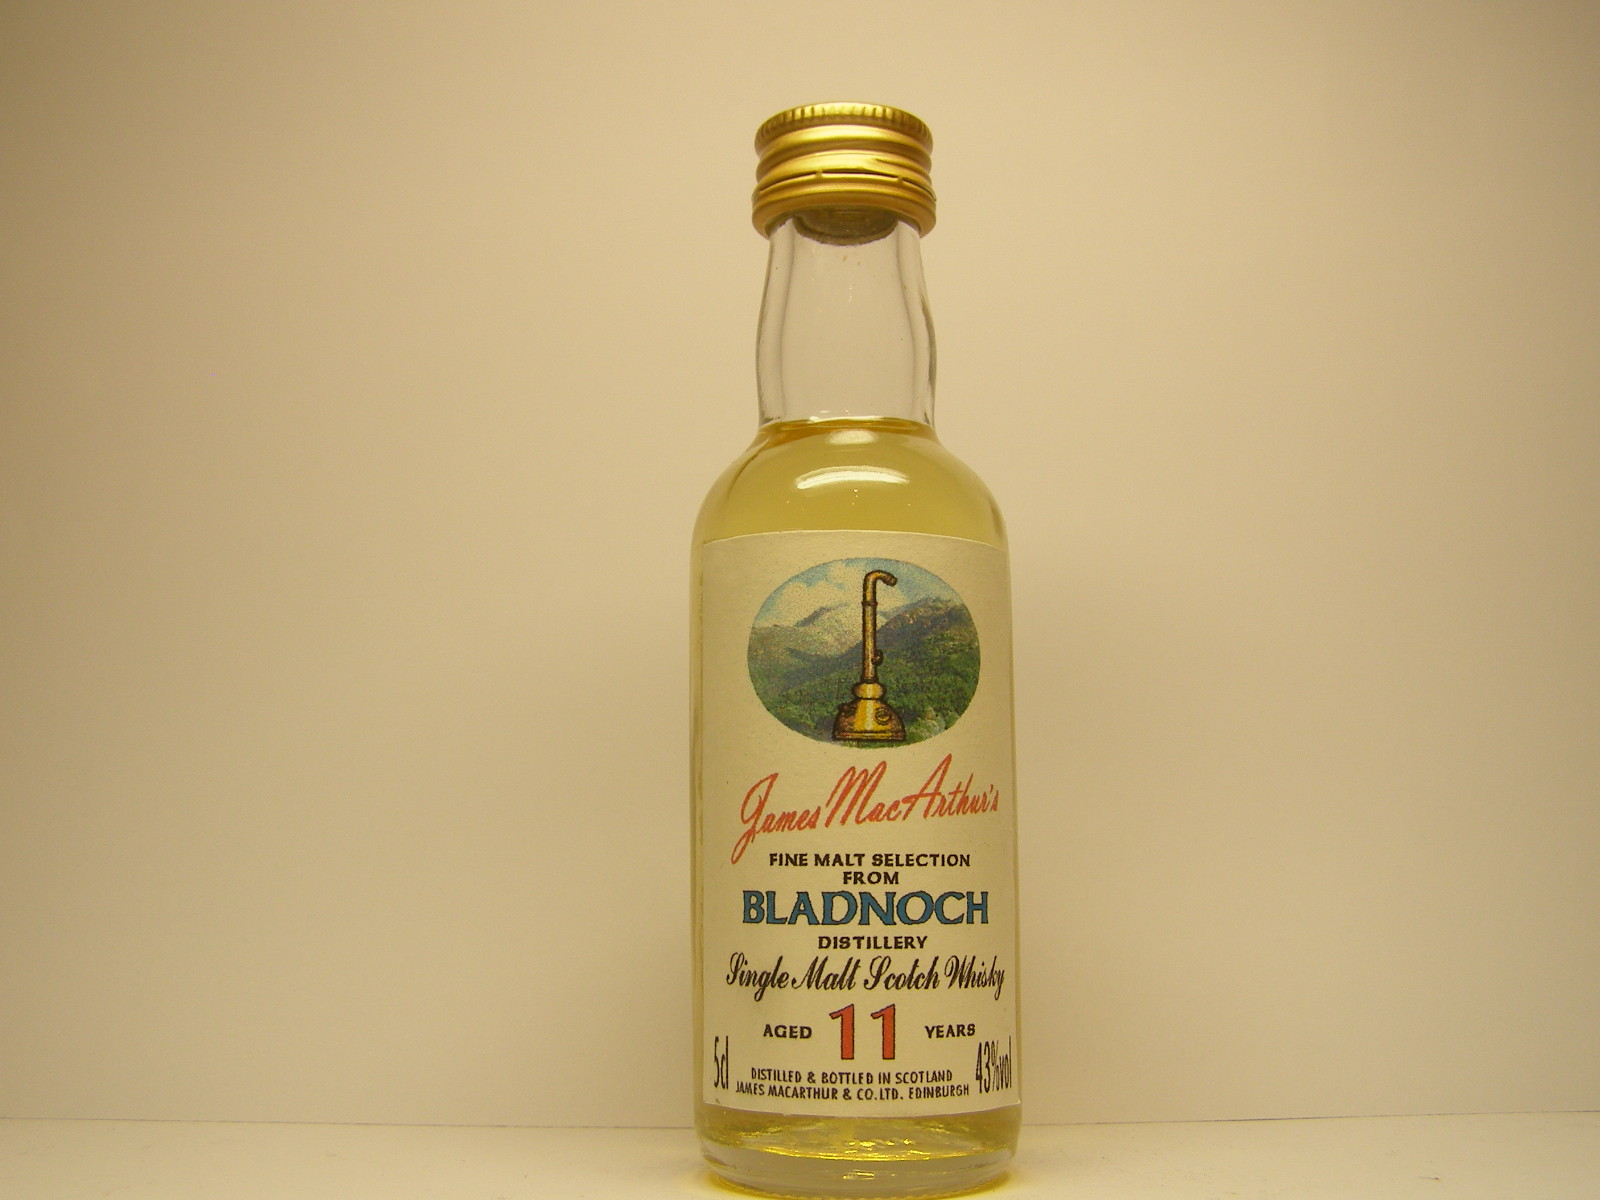 James MacArthur's
FINE MALT SELECTION
FROM
BLADNOCH
DISTILLERY
Single Malt Scotch Whisky
AGED 11 YEARS
5cl 43%vol
DISTILLED & BOTTLED IN SCOTLAND
JAMES MACARTHUR & CO. LTD. EDINBURGH